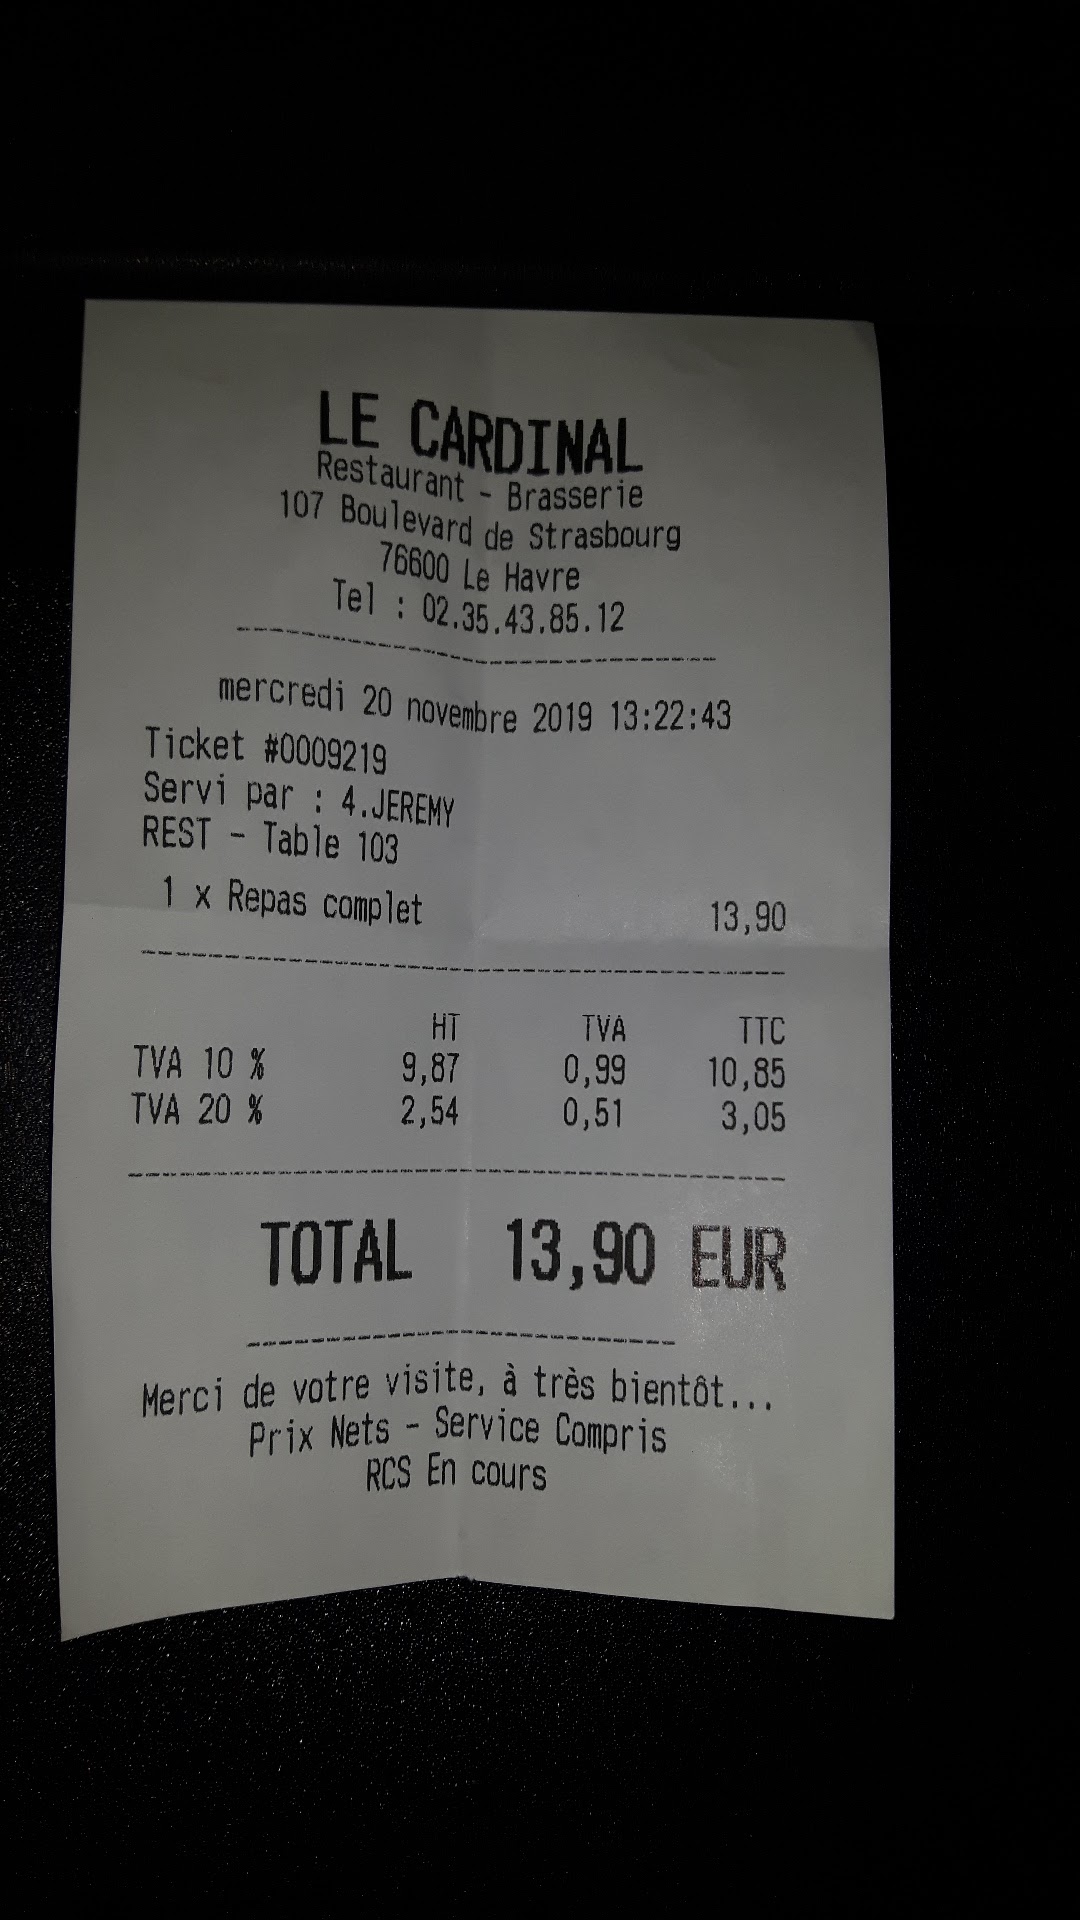 LE CARDINAL
Restaurant - Brasserie
107 Boulevard de Strasbourg
76600 Le Havre
Tel : 02.35.43.85.12
mercredi 20 novembre 2019 13:22:43
Ticket #0009219
Servi par : 4.JEREMY
REST - Table 103
1 x Repas complet 13,90
HT TVA TTC
TVA 10 % 9,87 0,99 10,85
TVA 20 % 2,54 0,51 3,05
TOTAL 13,90 EUR
Merci de votre visite, à très bientôt...
Prix Nets - Service Compris
RCS En cours